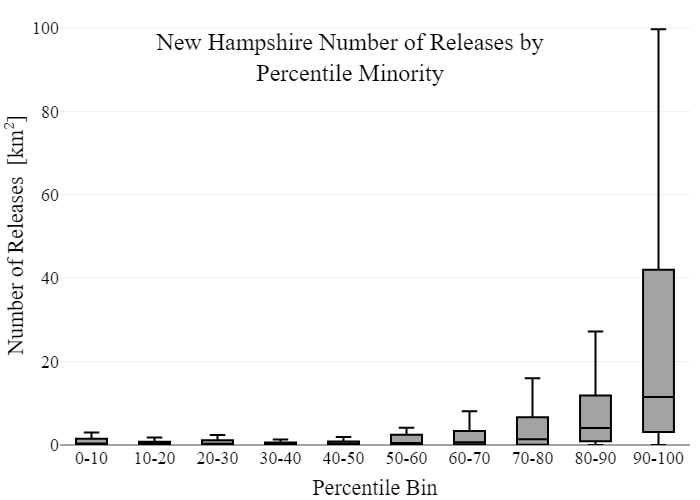 New Hampshire Number of Releases by
Percentile Minority
Number of Releases [km²]
100
80
60
40
20
0
0-10 10-20 20-30 30-40 40-50 50-60 60-70 70-80 80-90 90-100
Percentile Bin